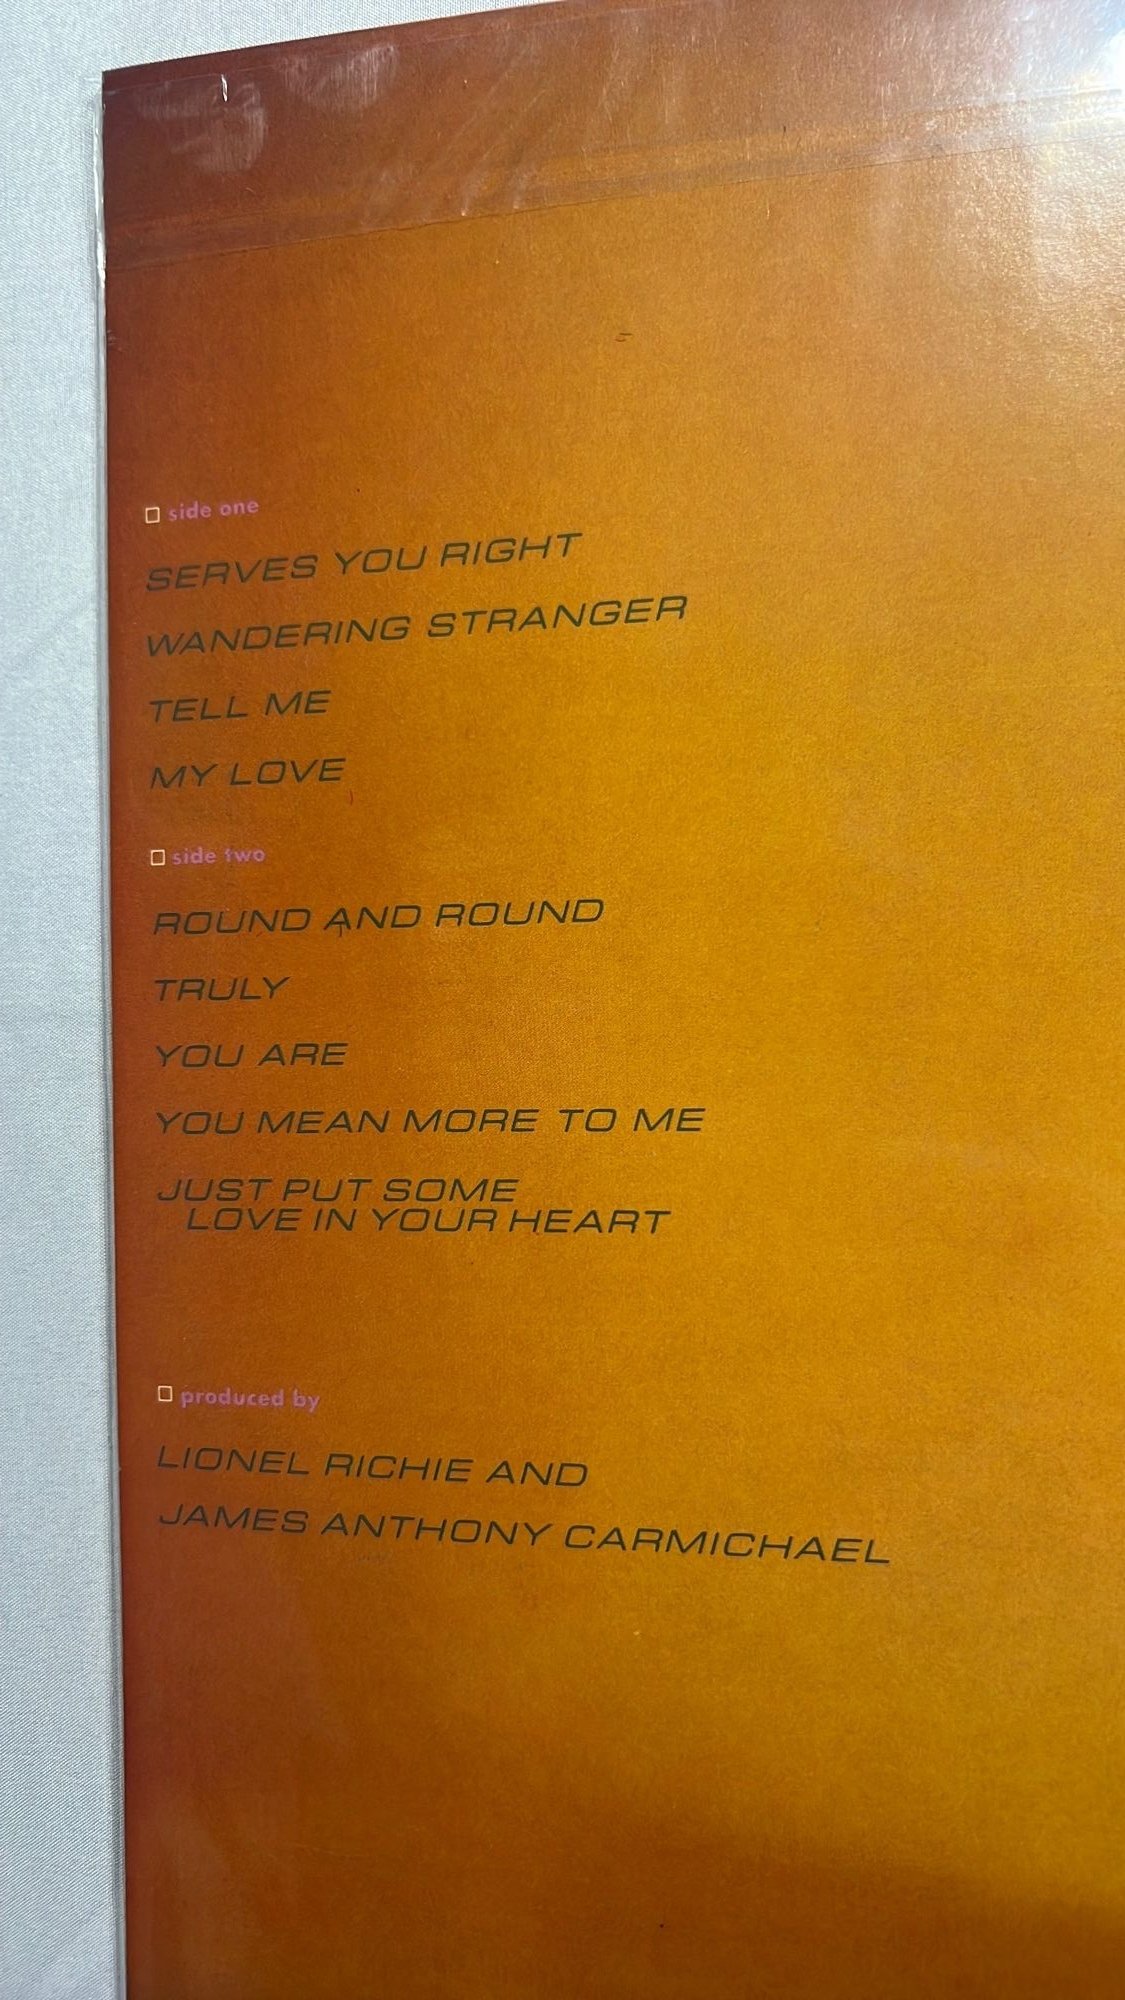 side one
SERVES YOU RIGHT
WANDERING STRANGER
TELL ME
MY LOVE
side two
ROUND AND ROUND
TRULY
YOU ARE
YOU MEAN MORE TO ME
JUST PUT SOME
LOVE IN YOUR HEART
produced by
LIONEL RICHIE AND
JAMES ANTHONY CARMICHAEL